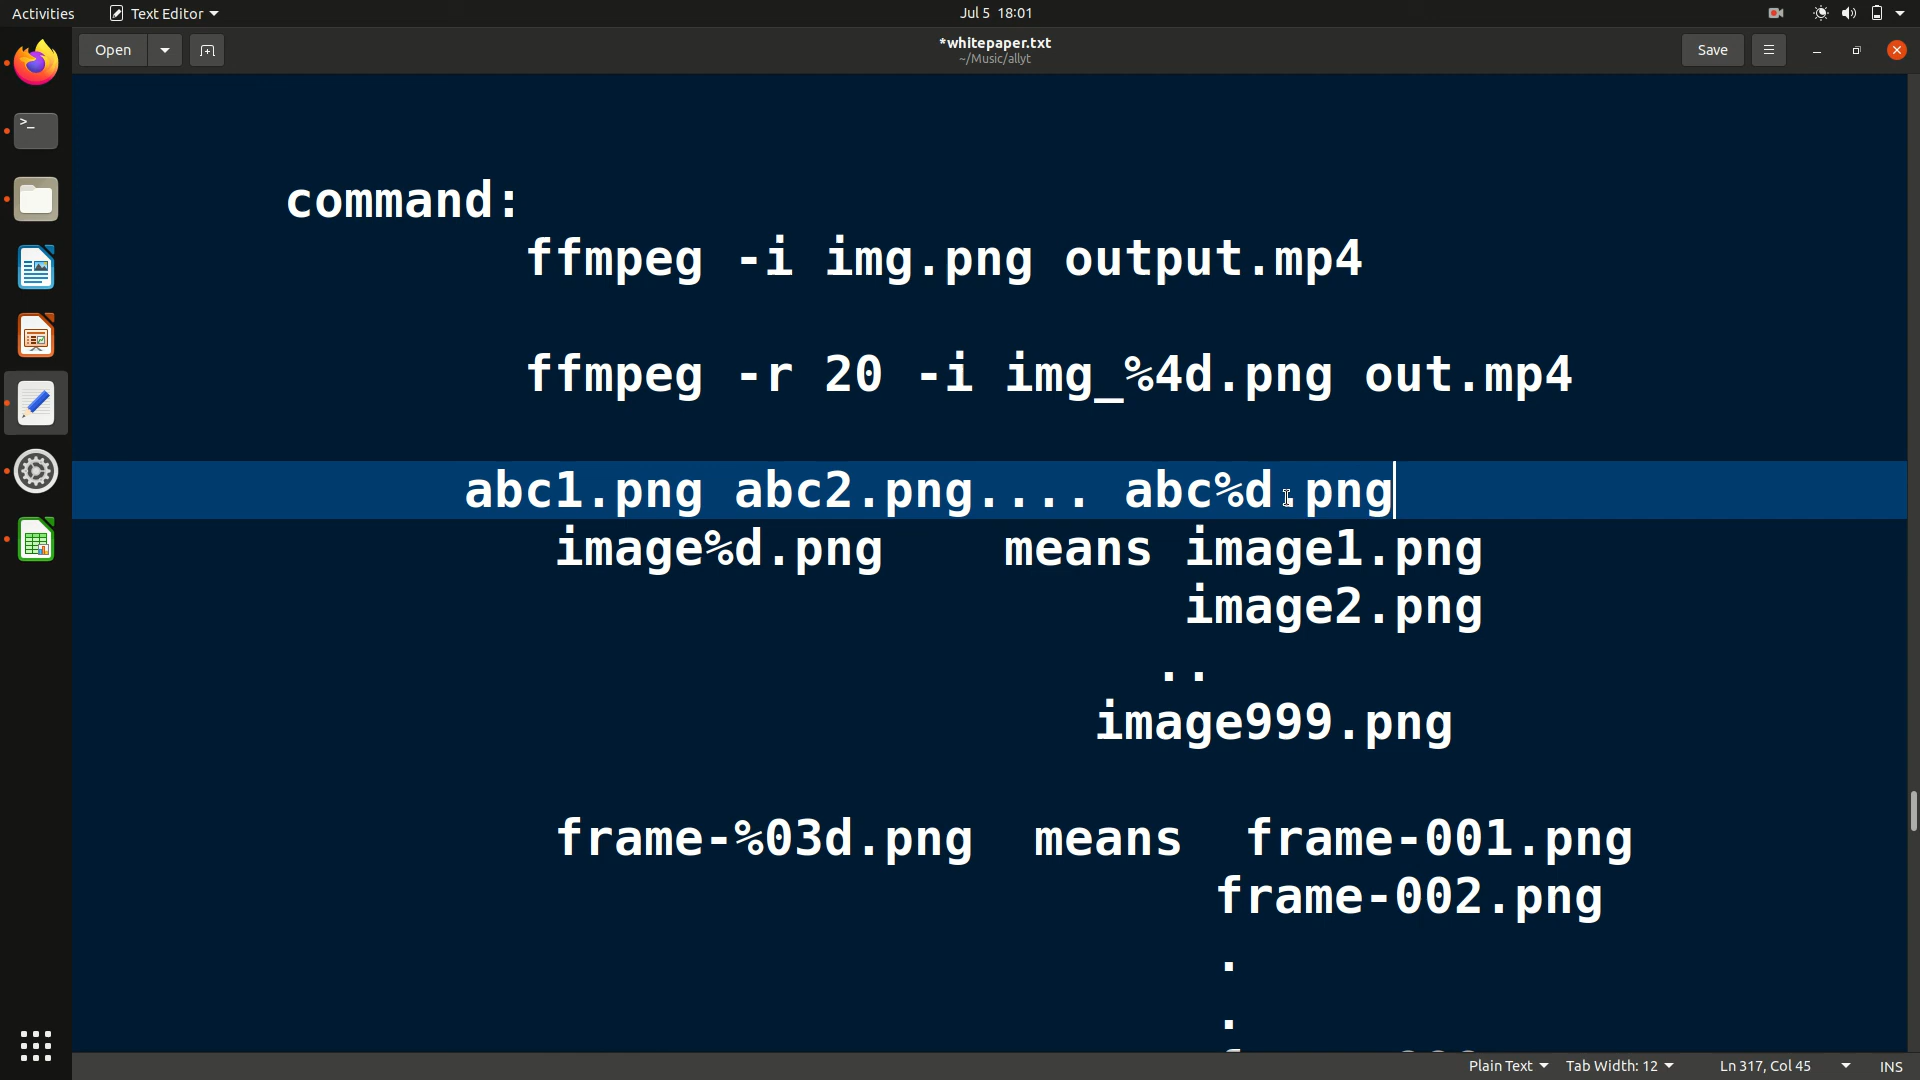 Activities Text Editor Jul 5 18:01
Open *whitepaper.txt Save
~/Music/allyt
command:
ffmpeg -i img.png output.mp4
ffmpeg -r 20 -i img_%4d.png out.mp4
abc1.png abc2.png.... abc%d.png
image%d.png means image1.png
image2.png
..
image999.png
frame-%03d.png means frame-001.png
frame-002.png
.
.
Plain Text Tab Width: 12 Ln 317, Col 45 INS